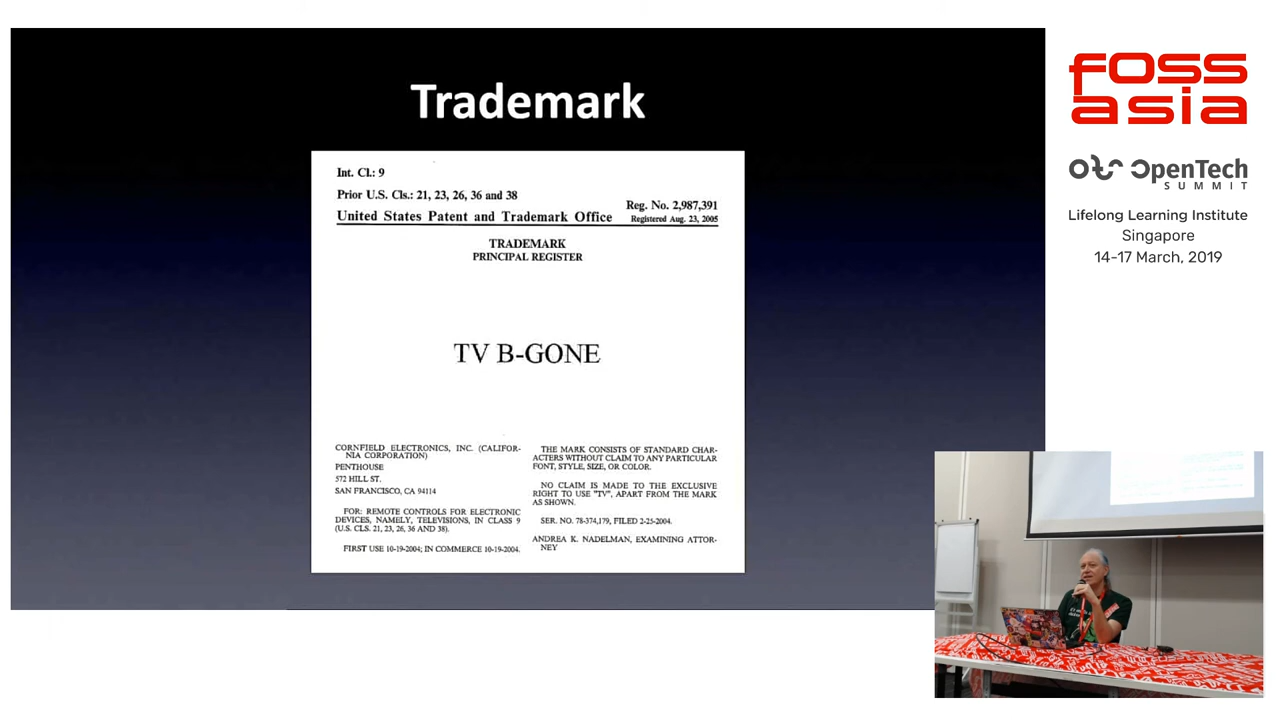 Trademark
Int. Cl.: 9
Prior U.S. Cls.: 21, 23, 26, 36 and 38
Reg. No. 2,987,391
United States Patent and Trademark Office
Registered Aug. 23, 2005
TRADEMARK
PRINCIPAL REGISTER
TV B-GONE
CORNFIELD ELECTRONICS, INC. (CALIFOR-
NIA CORPORATION)
PENTHOUSE
572 HILL ST.
SAN FRANCISCO, CA 94114
FOR: REMOTE CONTROLS FOR ELECTRONIC
DEVICES, NAMELY, TELEVISIONS, IN CLASS 9
(U.S. CLS. 21, 23, 26, 36 AND 38).
FIRST USE 10-19-2004; IN COMMERCE 10-19-2004.
THE MARK CONSISTS OF STANDARD CHAR-
ACTERS WITHOUT CLAIM TO ANY PARTICULAR
FONT, STYLE, SIZE, OR COLOR.
NO CLAIM IS MADE TO THE EXCLUSIVE
RIGHT TO USE "TV", APART FROM THE MARK
AS SHOWN.
SER. NO. 78-374,179, FILED 2-25-2004.
ANDREA K. NADELMAN, EXAMINING ATTOR-
NEY
FOSS
asia
OpenTech
SUMMIT
Lifelong Learning Institute
Singapore
14-17 March, 2019